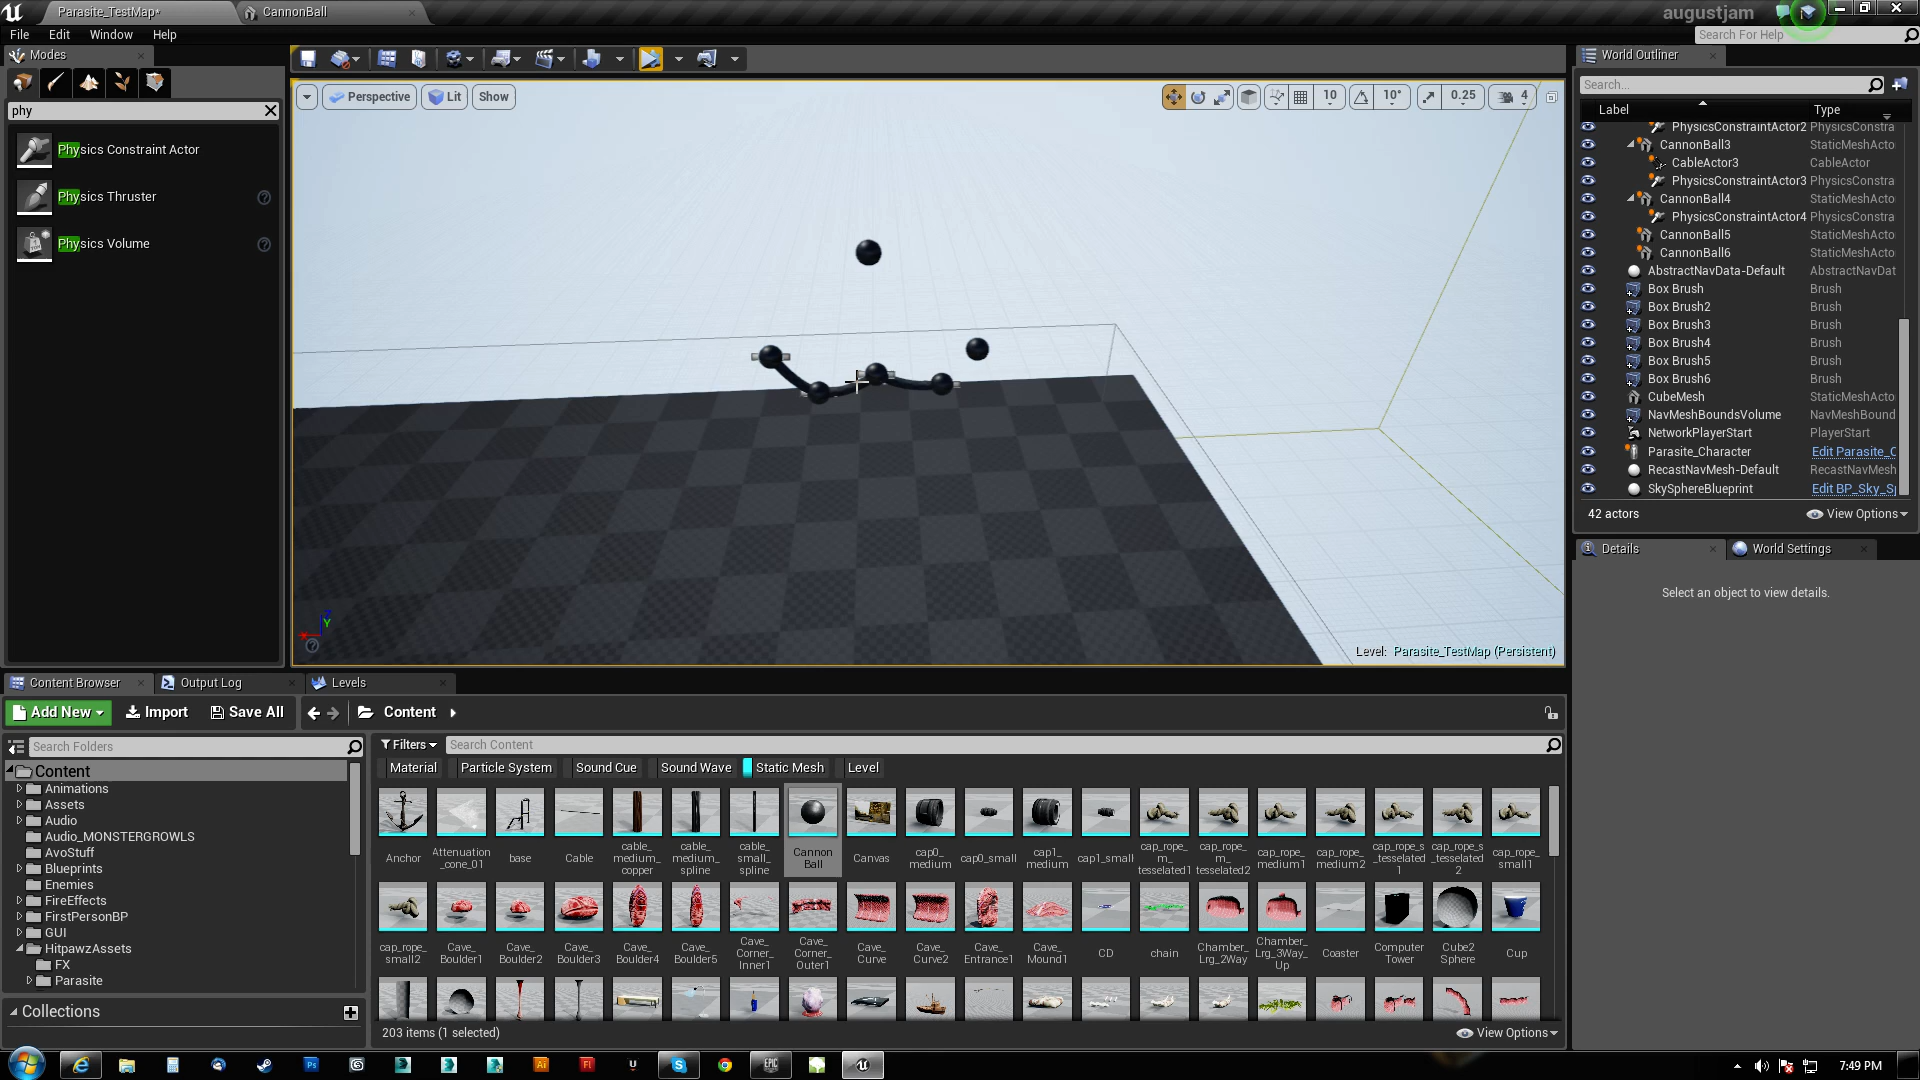 Parasite_TestMap*
CannonBall
augustjam
File Edit Window Help
Search For Help
Modes
phy
Physics Constraint Actor
Physics Thruster
Physics Volume
Perspective
Lit
Show
10
10°
0.25
4
Level: Parasite_TestMap (Persistent)
World Outliner
Search...
Label Type
PhysicsConstraintActor2 PhysicsConstra
CannonBall3 StaticMeshActo
CableActor3 CableActor
PhysicsConstraintActor3 PhysicsConstra
CannonBall4 StaticMeshActo
PhysicsConstraintActor4 PhysicsConstra
CannonBall5 StaticMeshActo
CannonBall6 StaticMeshActo
AbstractNavData-Default AbstractNavDat
Box Brush Brush
Box Brush2 Brush
Box Brush3 Brush
Box Brush4 Brush
Box Brush5 Brush
Box Brush6 Brush
CubeMesh StaticMeshActo
NavMeshBoundsVolume NavMeshBound
NetworkPlayerStart PlayerStart
Parasite_Character Edit Parasite_C
RecastNavMesh-Default RecastNavMesh
SkySphereBlueprint Edit BP_Sky_Sp
42 actors
View Options
Details
World Settings
Select an object to view details.
Content Browser
Output Log
Levels
Add New
Import
Save All
Content
Search Folders
Content
Animations
Assets
Audio
Audio_MONSTERGROWLS
AvoStuff
Blueprints
Enemies
FireEffects
FirstPersonBP
GUI
HitpawzAssets
FX
Parasite
Collections
Filters
Search Content
Material
Particle System
Sound Cue
Sound Wave
Static Mesh
Level
Anchor
Attenuation_cone_01
base
Cable
cable_medium_copper
cable_medium_spline
cable_small_spline
Cannon Ball
Canvas
cap0_medium
cap0_small
cap1_medium
cap1_small
cap_rope_m_tesselated1
cap_rope_m_tesselated2
cap_rope_medium1
cap_rope_medium2
cap_rope_s_tesselated1
cap_rope_s_tesselated2
cap_rope_small1
cap_rope_small2
Cave_Boulder1
Cave_Boulder2
Cave_Boulder3
Cave_Boulder4
Cave_Boulder5
Cave_Corner_Inner1
Cave_Corner_Outer1
Cave_Curve
Cave_Curve2
Cave_Entrance1
Cave_Mound1
CD
chain
Chamber_Lrg_2Way
Chamber_Lrg_3Way_Up
Coaster
Computer Tower
Cube2 Sphere
Cup
203 items (1 selected)
View Options
7:49 PM